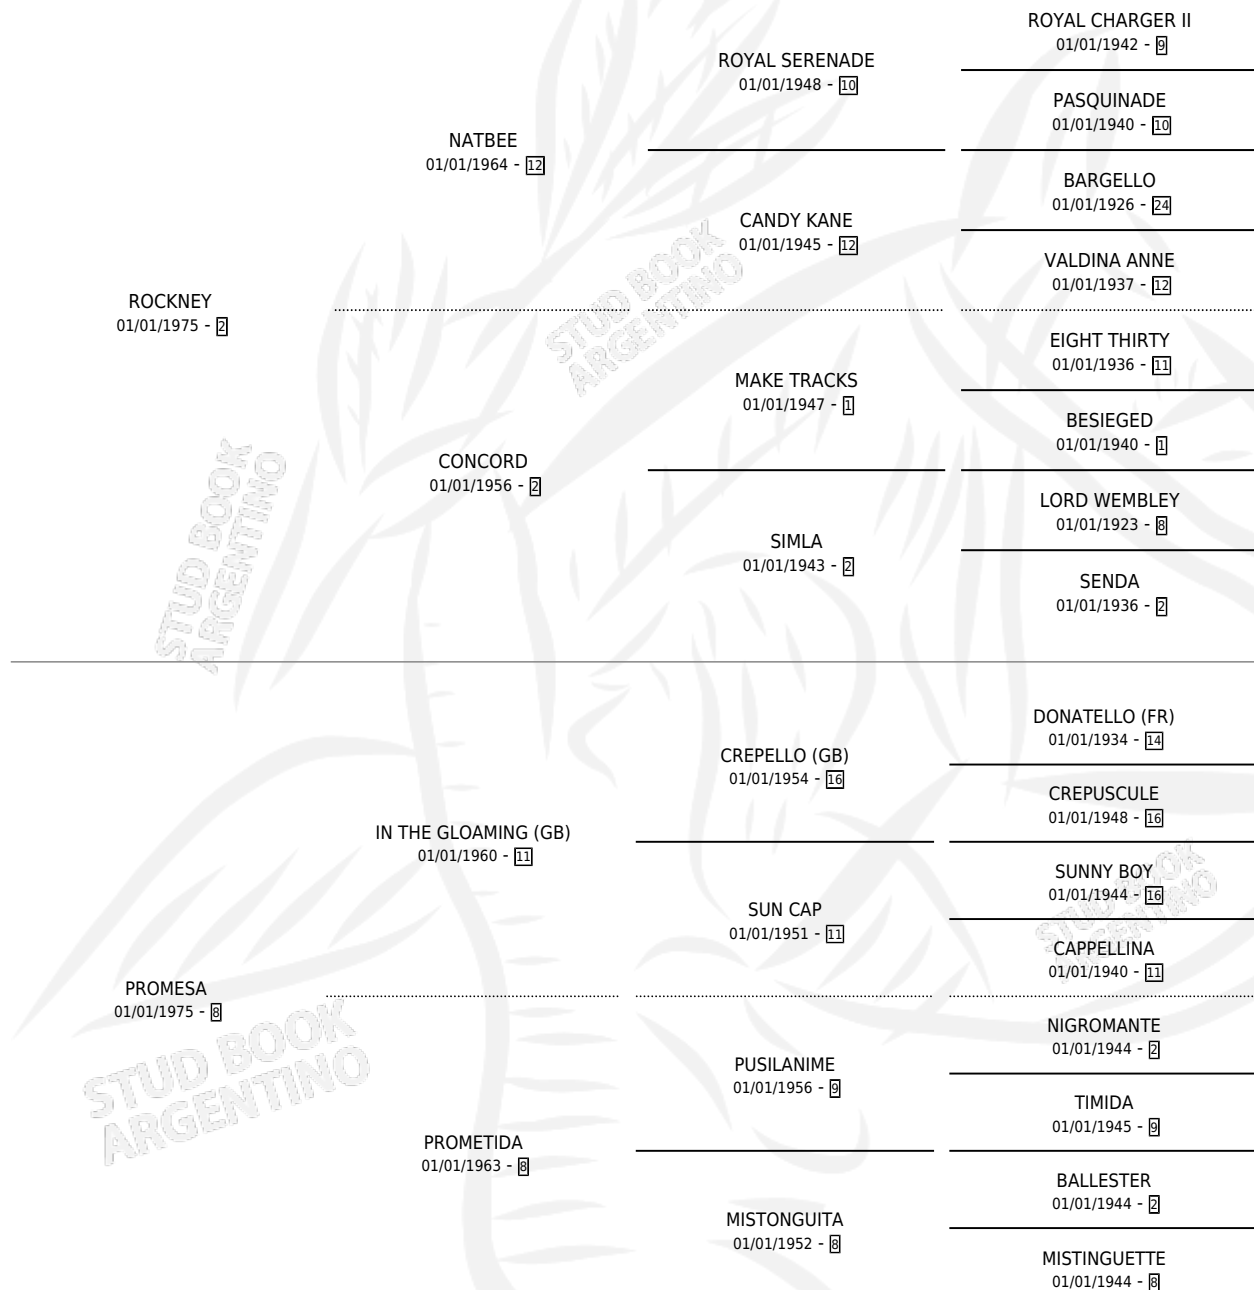 ROYAL CHARGER II
01/01/1942 - 9
ROYAL SERENADE
01/01/1948 - 10
PASQUINADE
01/01/1940 - 10
NATBEE
01/01/1964 - 12
BARGELLO
01/01/1926 - 24
CANDY KANE
01/01/1945 - 12
VALDINA ANNE
01/01/1937 - 12
ROCKNEY
01/01/1975 - 2
EIGHT THIRTY
01/01/1936 - 11
MAKE TRACKS
01/01/1947 - 1
BESIEGED
01/01/1940 - 1
CONCORD
01/01/1956 - 2
LORD WEMBLEY
01/01/1923 - 8
SIMLA
01/01/1943 - 2
SENDA
01/01/1936 - 2
DONATELLO (FR)
01/01/1934 - 14
CREPELLO (GB)
01/01/1954 - 16
CREPUSCULE
01/01/1948 - 16
IN THE GLOAMING (GB)
01/01/1960 - 11
SUNNY BOY
01/01/1944 - 16
SUN CAP
01/01/1951 - 11
CAPPELLINA
01/01/1940 - 11
PROMESA
01/01/1975 - 8
NIGROMANTE
01/01/1944 - 2
PUSILANIME
01/01/1956 - 9
TIMIDA
01/01/1945 - 9
PROMETIDA
01/01/1963 - 8
BALLESTER
01/01/1944 - 2
MISTONGUITA
01/01/1952 - 8
MISTINGUETTE
01/01/1944 - 8
STUD BOOK
ARGENTINO
STUD BOOK
ARGENTINO
STUD BOOK
ARGENTINO
STUD BOOK
ARGENTINO